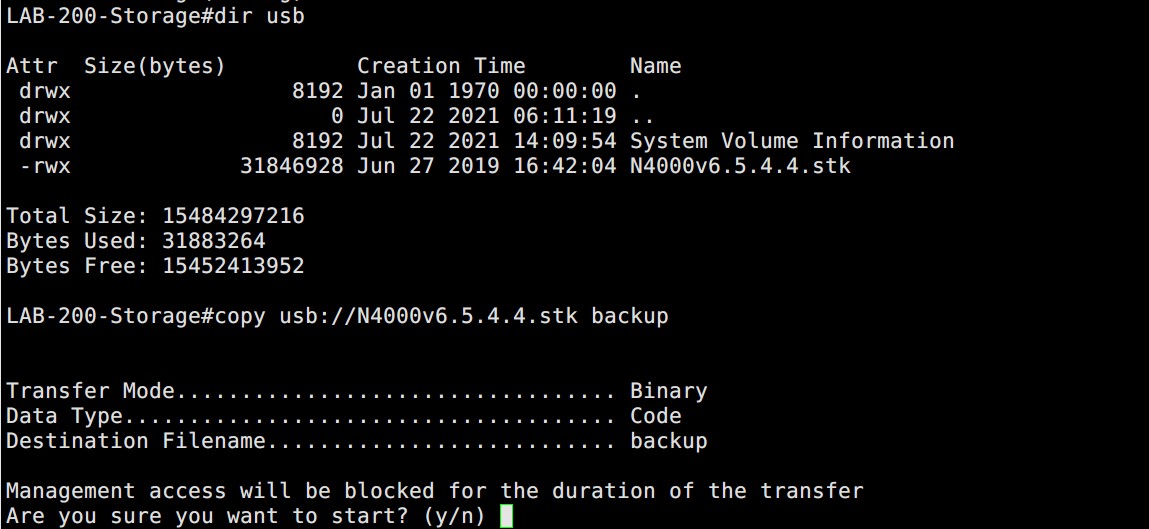 LAB-200-Storage#dir usb
Attr  Size(bytes)          Creation Time        Name
 drwx                 8192 Jan 01 1970 00:00:00 .
 drwx                    0 Jul 22 2021 06:11:19 ..
 drwx                 8192 Jul 22 2021 14:09:54 System Volume Information
 -rwx             31846928 Jun 27 2019 16:42:04 N4000v6.5.4.4.stk
Total Size: 15484297216
Bytes Used: 31883264
Bytes Free: 15452413952
LAB-200-Storage#copy usb://N4000v6.5.4.4.stk backup
Transfer Mode.................................. Binary
Data Type...................................... Code
Destination Filename........................... backup
Management access will be blocked for the duration of the transfer
Are you sure you want to start? (y/n)